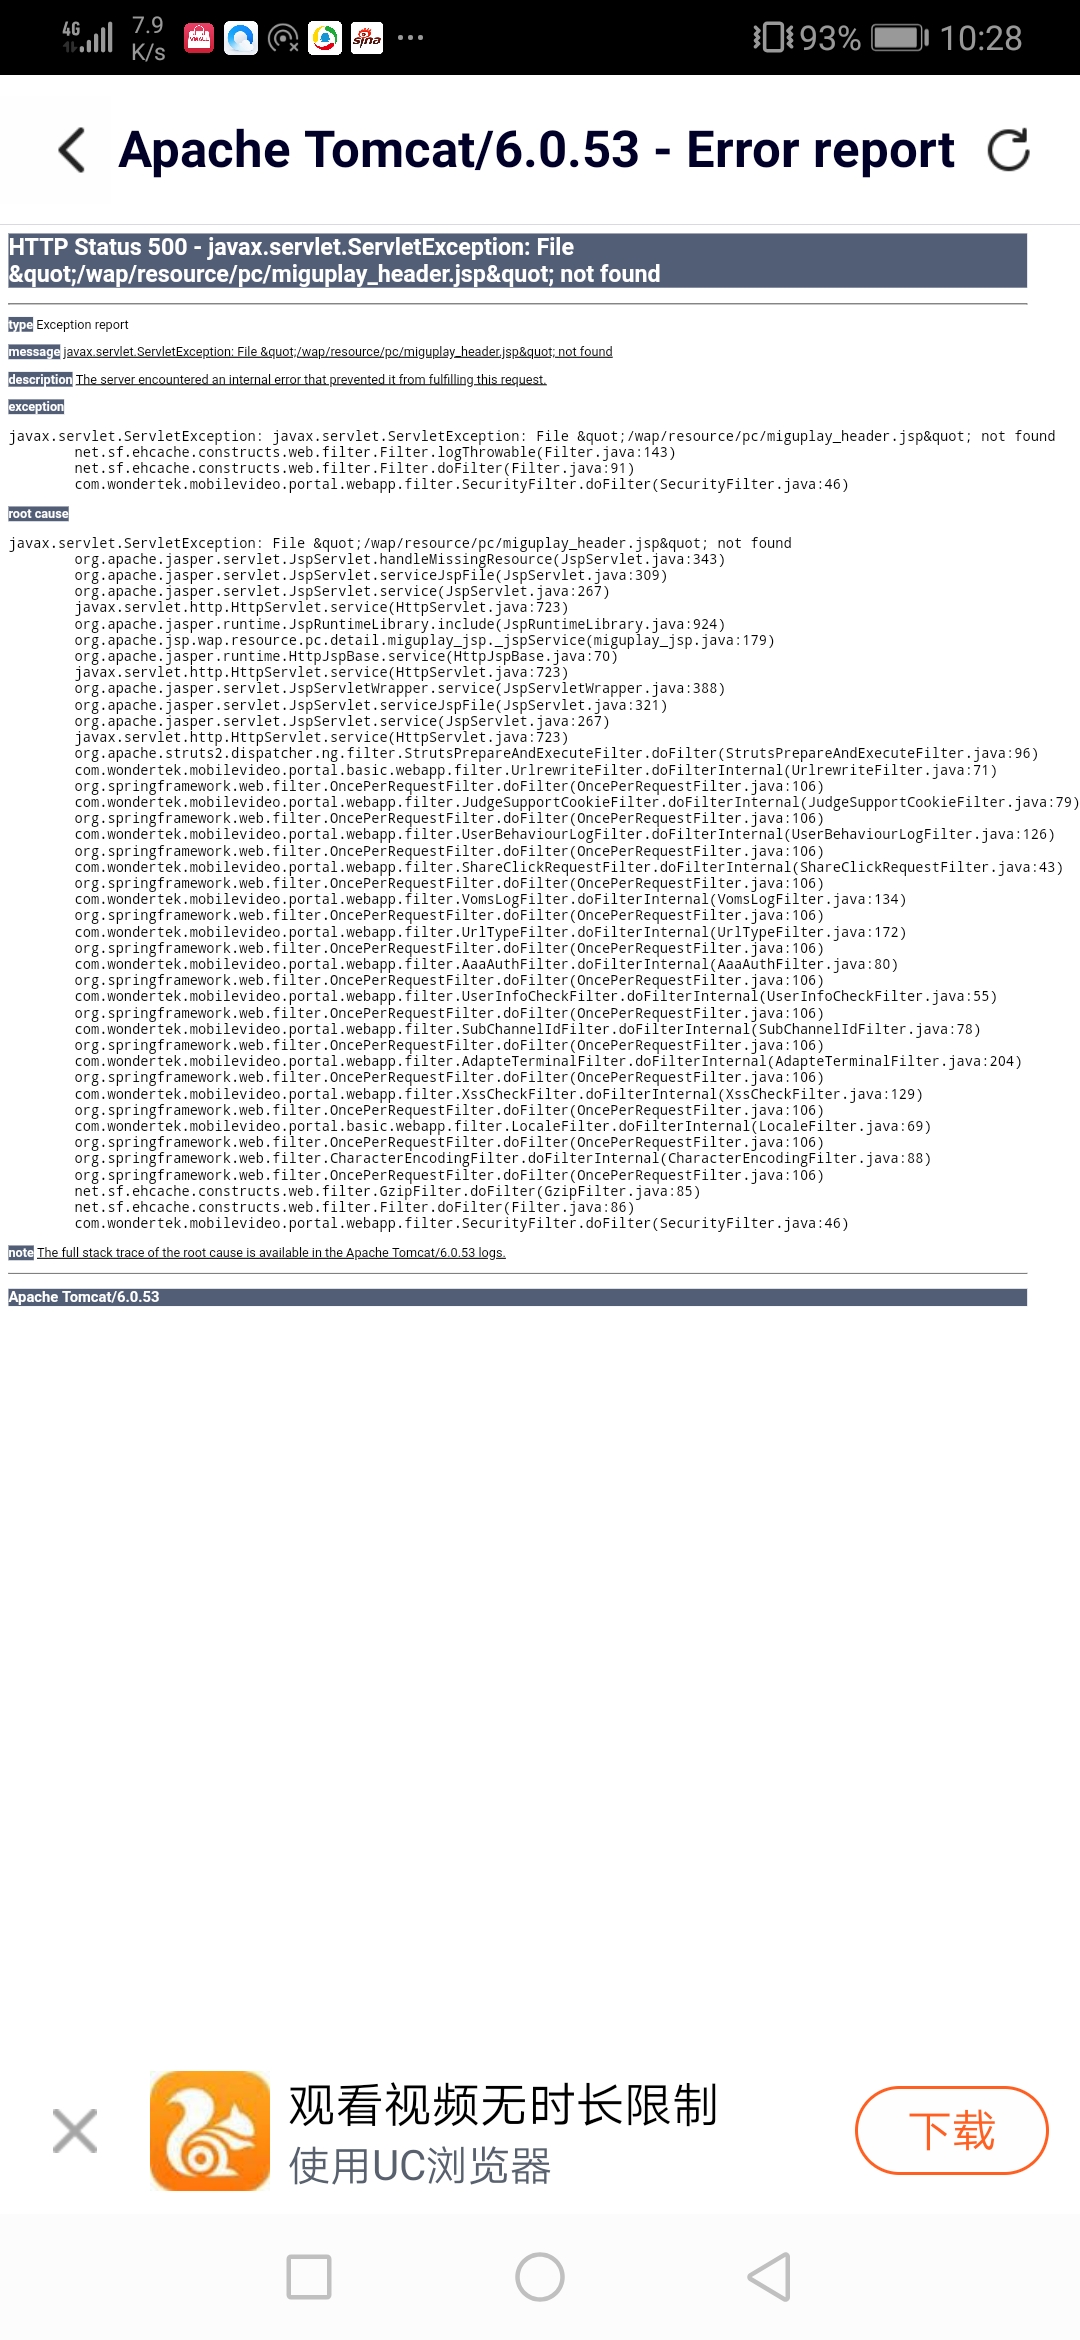 4G 7.9 K/s 93% 10:28
Apache Tomcat/6.0.53 - Error report
HTTP Status 500 - javax.servlet.ServletException: File
&quot;/wap/resource/pc/miguplay_header.jsp&quot; not found
type Exception report
message javax.servlet.ServletException: File &quot;/wap/resource/pc/miguplay_header.jsp&quot; not found
description The server encountered an internal error that prevented it from fulfilling this request.
exception
javax.servlet.ServletException: javax.servlet.ServletException: File &quot;/wap/resource/pc/miguplay_header.jsp&quot; not found
net.sf.ehcache.constructs.web.filter.Filter.logThrowable(Filter.java:143)
net.sf.ehcache.constructs.web.filter.Filter.doFilter(Filter.java:91)
com.wondertek.mobilevideo.portal.webapp.filter.SecurityFilter.doFilter(SecurityFilter.java:46)
root cause
javax.servlet.ServletException: File &quot;/wap/resource/pc/miguplay_header.jsp&quot; not found
org.apache.jasper.servlet.JspServlet.handleMissingResource(JspServlet.java:343)
org.apache.jasper.servlet.JspServlet.serviceJspFile(JspServlet.java:309)
org.apache.jasper.servlet.JspServlet.service(JspServlet.java:267)
javax.servlet.http.HttpServlet.service(HttpServlet.java:723)
org.apache.jasper.runtime.JspRuntimeLibrary.include(JspRuntimeLibrary.java:924)
org.apache.jsp.wap.resource.pc.detail.miguplay_jsp._jspService(miguplay_jsp.java:179)
org.apache.jasper.runtime.HttpJspBase.service(HttpJspBase.java:70)
javax.servlet.http.HttpServlet.service(HttpServlet.java:723)
org.apache.jasper.servlet.JspServletWrapper.service(JspServletWrapper.java:388)
org.apache.jasper.servlet.JspServlet.serviceJspFile(JspServlet.java:321)
org.apache.jasper.servlet.JspServlet.service(JspServlet.java:267)
javax.servlet.http.HttpServlet.service(HttpServlet.java:723)
org.apache.struts2.dispatcher.ng.filter.StrutsPrepareAndExecuteFilter.doFilter(StrutsPrepareAndExecuteFilter.java:96)
com.wondertek.mobilevideo.portal.basic.webapp.filter.UrlrewriteFilter.doFilterInternal(UrlrewriteFilter.java:71)
org.springframework.web.filter.OncePerRequestFilter.doFilter(OncePerRequestFilter.java:106)
com.wondertek.mobilevideo.portal.webapp.filter.JudgeSupportCookieFilter.doFilterInternal(JudgeSupportCookieFilter.java:79)
org.springframework.web.filter.OncePerRequestFilter.doFilter(OncePerRequestFilter.java:106)
com.wondertek.mobilevideo.portal.webapp.filter.UserBehaviourLogFilter.doFilterInternal(UserBehaviourLogFilter.java:126)
org.springframework.web.filter.OncePerRequestFilter.doFilter(OncePerRequestFilter.java:106)
com.wondertek.mobilevideo.portal.webapp.filter.ShareClickRequestFilter.doFilterInternal(ShareClickRequestFilter.java:43)
org.springframework.web.filter.OncePerRequestFilter.doFilter(OncePerRequestFilter.java:106)
com.wondertek.mobilevideo.portal.webapp.filter.VomsLogFilter.doFilterInternal(VomsLogFilter.java:134)
org.springframework.web.filter.OncePerRequestFilter.doFilter(OncePerRequestFilter.java:106)
com.wondertek.mobilevideo.portal.webapp.filter.UrlTypeFilter.doFilterInternal(UrlTypeFilter.java:172)
org.springframework.web.filter.OncePerRequestFilter.doFilter(OncePerRequestFilter.java:106)
com.wondertek.mobilevideo.portal.webapp.filter.AaaAuthFilter.doFilterInternal(AaaAuthFilter.java:80)
org.springframework.web.filter.OncePerRequestFilter.doFilter(OncePerRequestFilter.java:106)
com.wondertek.mobilevideo.portal.webapp.filter.UserInfoCheckFilter.doFilterInternal(UserInfoCheckFilter.java:55)
org.springframework.web.filter.OncePerRequestFilter.doFilter(OncePerRequestFilter.java:106)
com.wondertek.mobilevideo.portal.webapp.filter.SubChannelIdFilter.doFilterInternal(SubChannelIdFilter.java:78)
org.springframework.web.filter.OncePerRequestFilter.doFilter(OncePerRequestFilter.java:106)
com.wondertek.mobilevideo.portal.webapp.filter.AdapteTerminalFilter.doFilterInternal(AdapteTerminalFilter.java:204)
org.springframework.web.filter.OncePerRequestFilter.doFilter(OncePerRequestFilter.java:106)
com.wondertek.mobilevideo.portal.webapp.filter.XssCheckFilter.doFilterInternal(XssCheckFilter.java:129)
org.springframework.web.filter.OncePerRequestFilter.doFilter(OncePerRequestFilter.java:106)
com.wondertek.mobilevideo.portal.basic.webapp.filter.LocaleFilter.doFilterInternal(LocaleFilter.java:69)
org.springframework.web.filter.OncePerRequestFilter.doFilter(OncePerRequestFilter.java:106)
org.springframework.web.filter.CharacterEncodingFilter.doFilterInternal(CharacterEncodingFilter.java:88)
org.springframework.web.filter.OncePerRequestFilter.doFilter(OncePerRequestFilter.java:106)
net.sf.ehcache.constructs.web.filter.GzipFilter.doFilter(GzipFilter.java:85)
net.sf.ehcache.constructs.web.filter.Filter.doFilter(Filter.java:86)
com.wondertek.mobilevideo.portal.webapp.filter.SecurityFilter.doFilter(SecurityFilter.java:46)
note The full stack trace of the root cause is available in the Apache Tomcat/6.0.53 logs.
Apache Tomcat/6.0.53
观看视频无时长限制
使用UC浏览器
下载